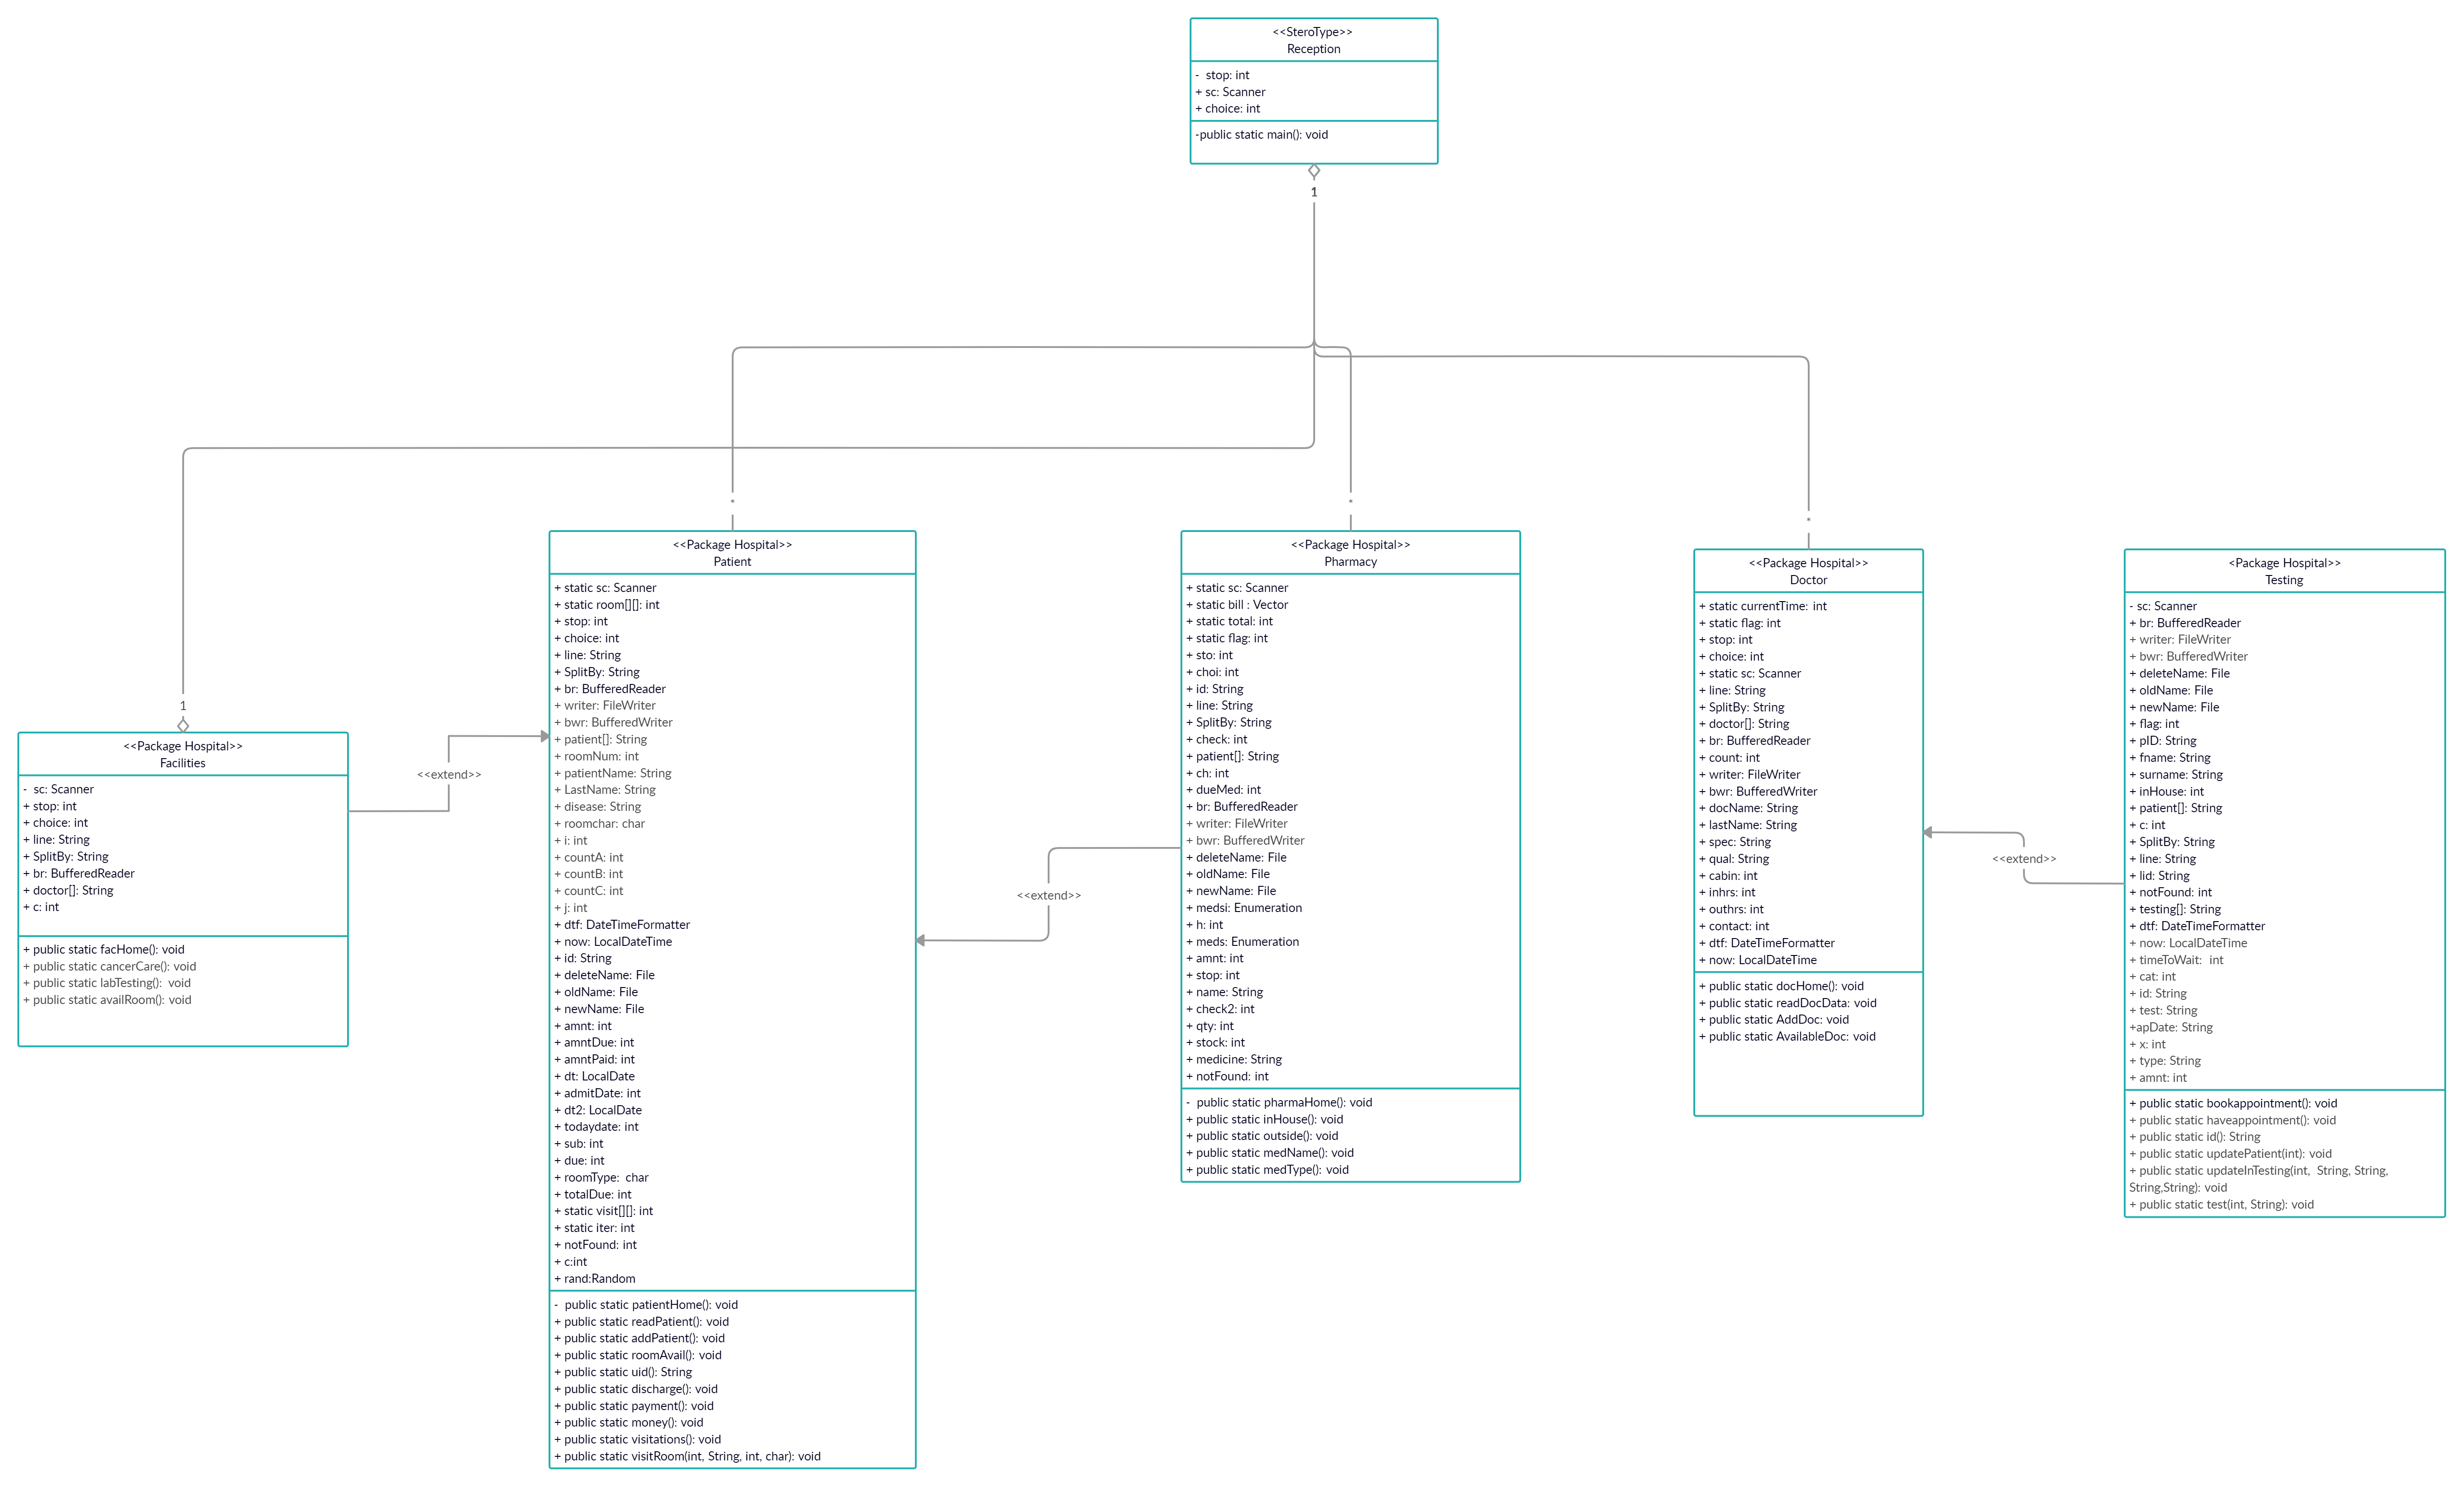 <<SteroType>>
Reception
- stop: int
+ sc: Scanner
+ choice: int
-public static main(): void
1
*
*
*
1
<<Package Hospital>>
Facilities
- sc: Scanner
+ stop: int
+ choice: int
+ line: String
+ SplitBy: String
+ br: BufferedReader
+ doctor[]: String
+ c: int
+ public static facHome(): void
+ public static cancerCare(): void
+ public static labTesting(): void
+ public static availRoom(): void
<<extend>>
<<Package Hospital>>
Patient
+ static sc: Scanner
+ static room[][]: int
+ stop: int
+ choice: int
+ line: String
+ SplitBy: String
+ br: BufferedReader
+ writer: FileWriter
+ bwr: BufferedWriter
+ patient[]: String
+ roomNum: int
+ patientName: String
+ LastName: String
+ disease: String
+ roomchar: char
+ i: int
+ countA: int
+ countB: int
+ countC: int
+ j: int
+ dtf: DateTimeFormatter
+ now: LocalDateTime
+ id: String
+ deleteName: File
+ oldName: File
+ newName: File
+ amnt: int
+ amntDue: int
+ amntPaid: int
+ dt: LocalDate
+ admitDate: int
+ dt2: LocalDate
+ todaydate: int
+ sub: int
+ due: int
+ roomType: char
+ totalDue: int
+ static visit[][]: int
+ static iter: int
+ notFound: int
+ c:int
+ rand:Random
- public static patientHome(): void
+ public static readPatient(): void
+ public static addPatient(): void
+ public static roomAvail(): void
+ public static uid(): String
+ public static discharge(): void
+ public static payment(): void
+ public static money(): void
+ public static visitations(): void
+ public static visitRoom(int, String, int, char): void
<<extend>>
<<Package Hospital>>
Pharmacy
+ static sc: Scanner
+ static bill : Vector
+ static total: int
+ static flag: int
+ sto: int
+ choi: int
+ id: String
+ line: String
+ SplitBy: String
+ check: int
+ patient[]: String
+ ch: int
+ dueMed: int
+ br: BufferedReader
+ writer: FileWriter
+ bwr: BufferedWriter
+ deleteName: File
+ oldName: File
+ newName: File
+ medsi: Enumeration
+ h: int
+ meds: Enumeration
+ amnt: int
+ stop: int
+ name: String
+ check2: int
+ qty: int
+ stock: int
+ medicine: String
+ notFound: int
- public static pharmaHome(): void
+ public static inHouse(): void
+ public static outside(): void
+ public static medName(): void
+ public static medType(): void
<<Package Hospital>>
Doctor
+ static currentTime: int
+ static flag: int
+ stop: int
+ choice: int
+ static sc: Scanner
+ line: String
+ SplitBy: String
+ doctor[]: String
+ br: BufferedReader
+ count: int
+ writer: FileWriter
+ bwr: BufferedWriter
+ docName: String
+ lastName: String
+ spec: String
+ qual: String
+ cabin: int
+ inhrs: int
+ outhrs: int
+ contact: int
+ dtf: DateTimeFormatter
+ now: LocalDateTime
+ public static docHome(): void
+ public static readDocData: void
+ public static AddDoc: void
+ public static AvailableDoc: void
<<extend>>
<Package Hospital>>
Testing
- sc: Scanner
+ br: BufferedReader
+ writer: FileWriter
+ bwr: BufferedWriter
+ deleteName: File
+ oldName: File
+ newName: File
+ flag: int
+ pID: String
+ fname: String
+ surname: String
+ inHouse: int
+ patient[]: String
+ c: int
+ SplitBy: String
+ line: String
+ lid: String
+ notFound: int
+ testing[]: String
+ dtf: DateTimeFormatter
+ now: LocalDateTime
+ timeToWait: int
+ cat: int
+ id: String
+ test: String
+apDate: String
+ x: int
+ type: String
+ amnt: int
+ public static bookappointment(): void
+ public static haveappointment(): void
+ public static id(): String
+ public static updatePatient(int): void
+ public static updateInTesting(int, String, String,
String,String): void
+ public static test(int, String): void